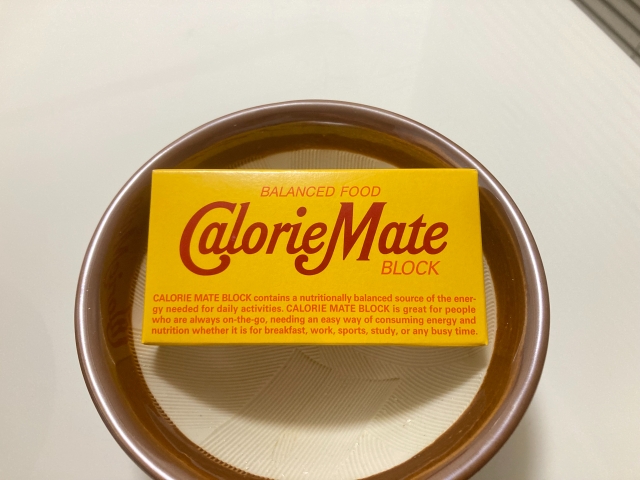 BALANCED FOOD
CalorieMate
BLOCK
CALORIE MATE BLOCK contains a nutritionally balanced source of the ener-
gy needed for daily activities. CALORIE MATE BLOCK is great for people
who are always on-the-go, needing an easy way of consuming energy and
nutrition whether it is for breakfast, work, sports, study, or any busy time.